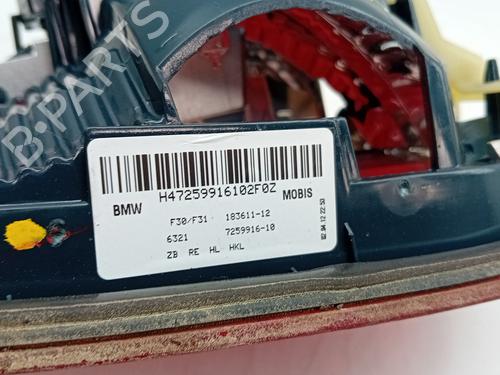 B-PARTS
BMW H47259916102F0Z MOBIS
F30/F31 183611-12
6321 7259916-10
ZB RE HL HKL